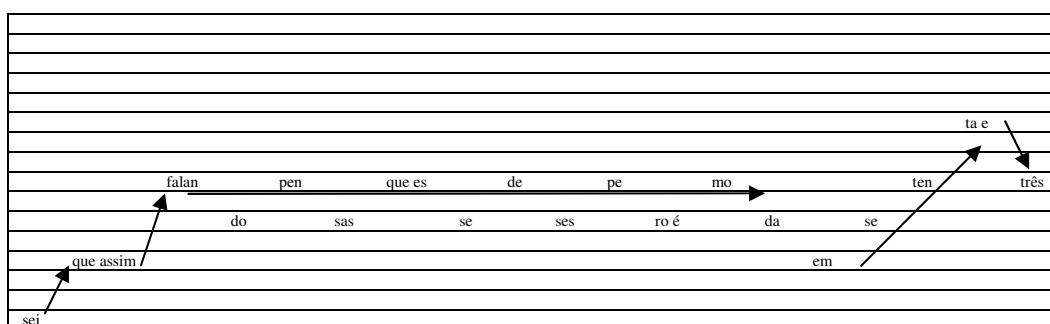 ta e
falan pen que es de pe mo ten três
do sas se ses ro é da se
que assim em
sei